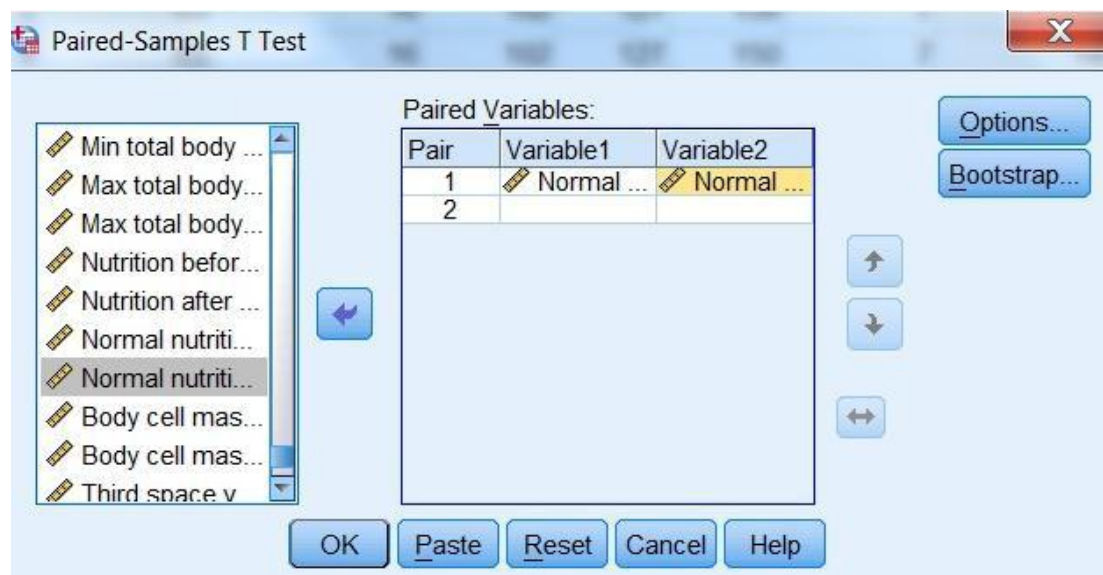 Paired-Samples T Test
X
Paired Variables:
Min total body ...
Max total body...
Max total body...
Nutrition befor...
Nutrition after ...
Normal nutriti...
Normal nutriti...
Body cell mas...
Body cell mas...
Third space v
Pair Variable1 Variable2
1 Normal ... Normal ...
2
Options...
Bootstrap...
OK Paste Reset Cancel Help